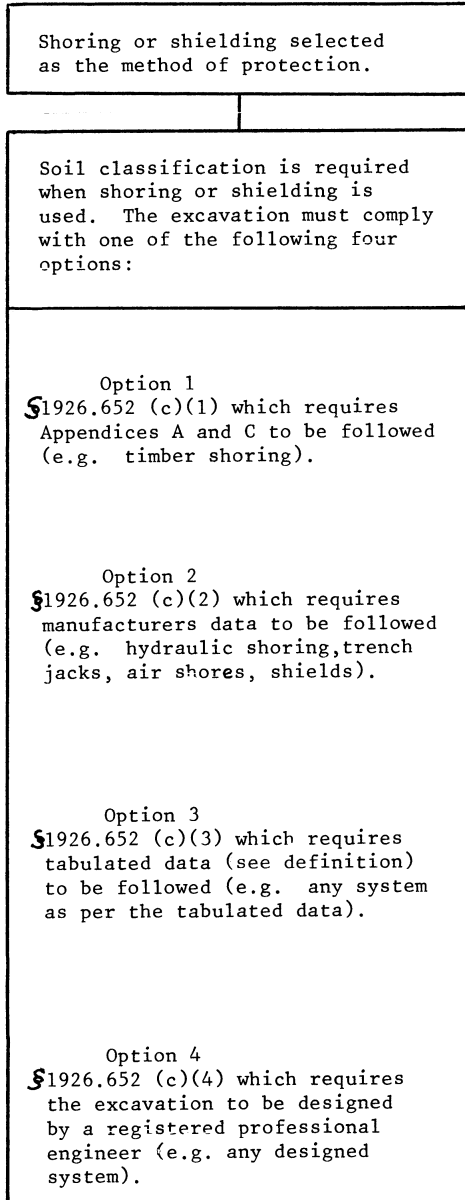 Shoring or shielding selected
as the method of protection.
Soil classification is required
when shoring or shielding is
used. The excavation must comply
with one of the following four
options:
Option 1
§1926.652 (c)(1) which requires
Appendices A and C to be followed
(e.g. timber shoring).
Option 2
§1926.652 (c)(2) which requires
manufacturers data to be followed
(e.g. hydraulic shoring,trench
jacks, air shores, shields).
Option 3
§1926.652 (c)(3) which requires
tabulated data (see definition)
to be followed (e.g. any system
as per the tabulated data).
Option 4
§1926.652 (c)(4) which requires
the excavation to be designed
by a registered professional
engineer (e.g. any designed
system).